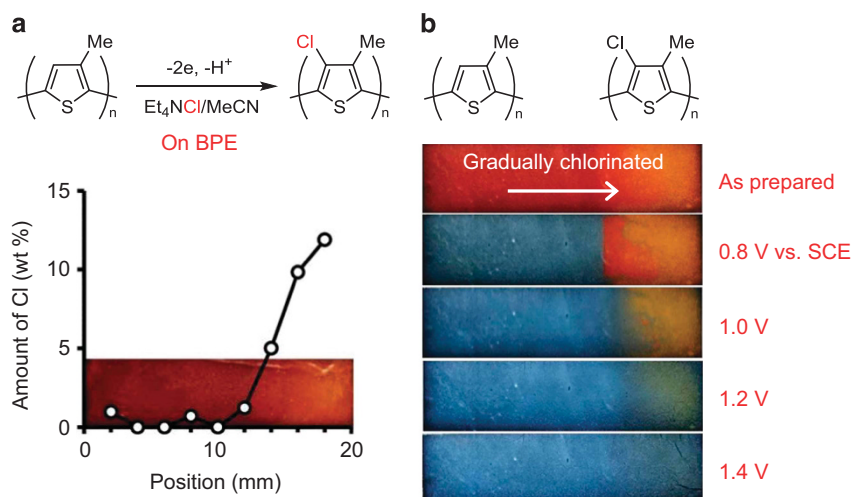 a
Me
S
n
-2e, -H⁺
Et₄NCl/MeCN
On BPE
Cl
Me
S
n
Amount of Cl (wt %)
15
10
5
0
0
10
20
Position (mm)
b
Me
S
n
Cl
Me
S
n
Gradually chlorinated
As prepared
0.8 V vs. SCE
1.0 V
1.2 V
1.4 V